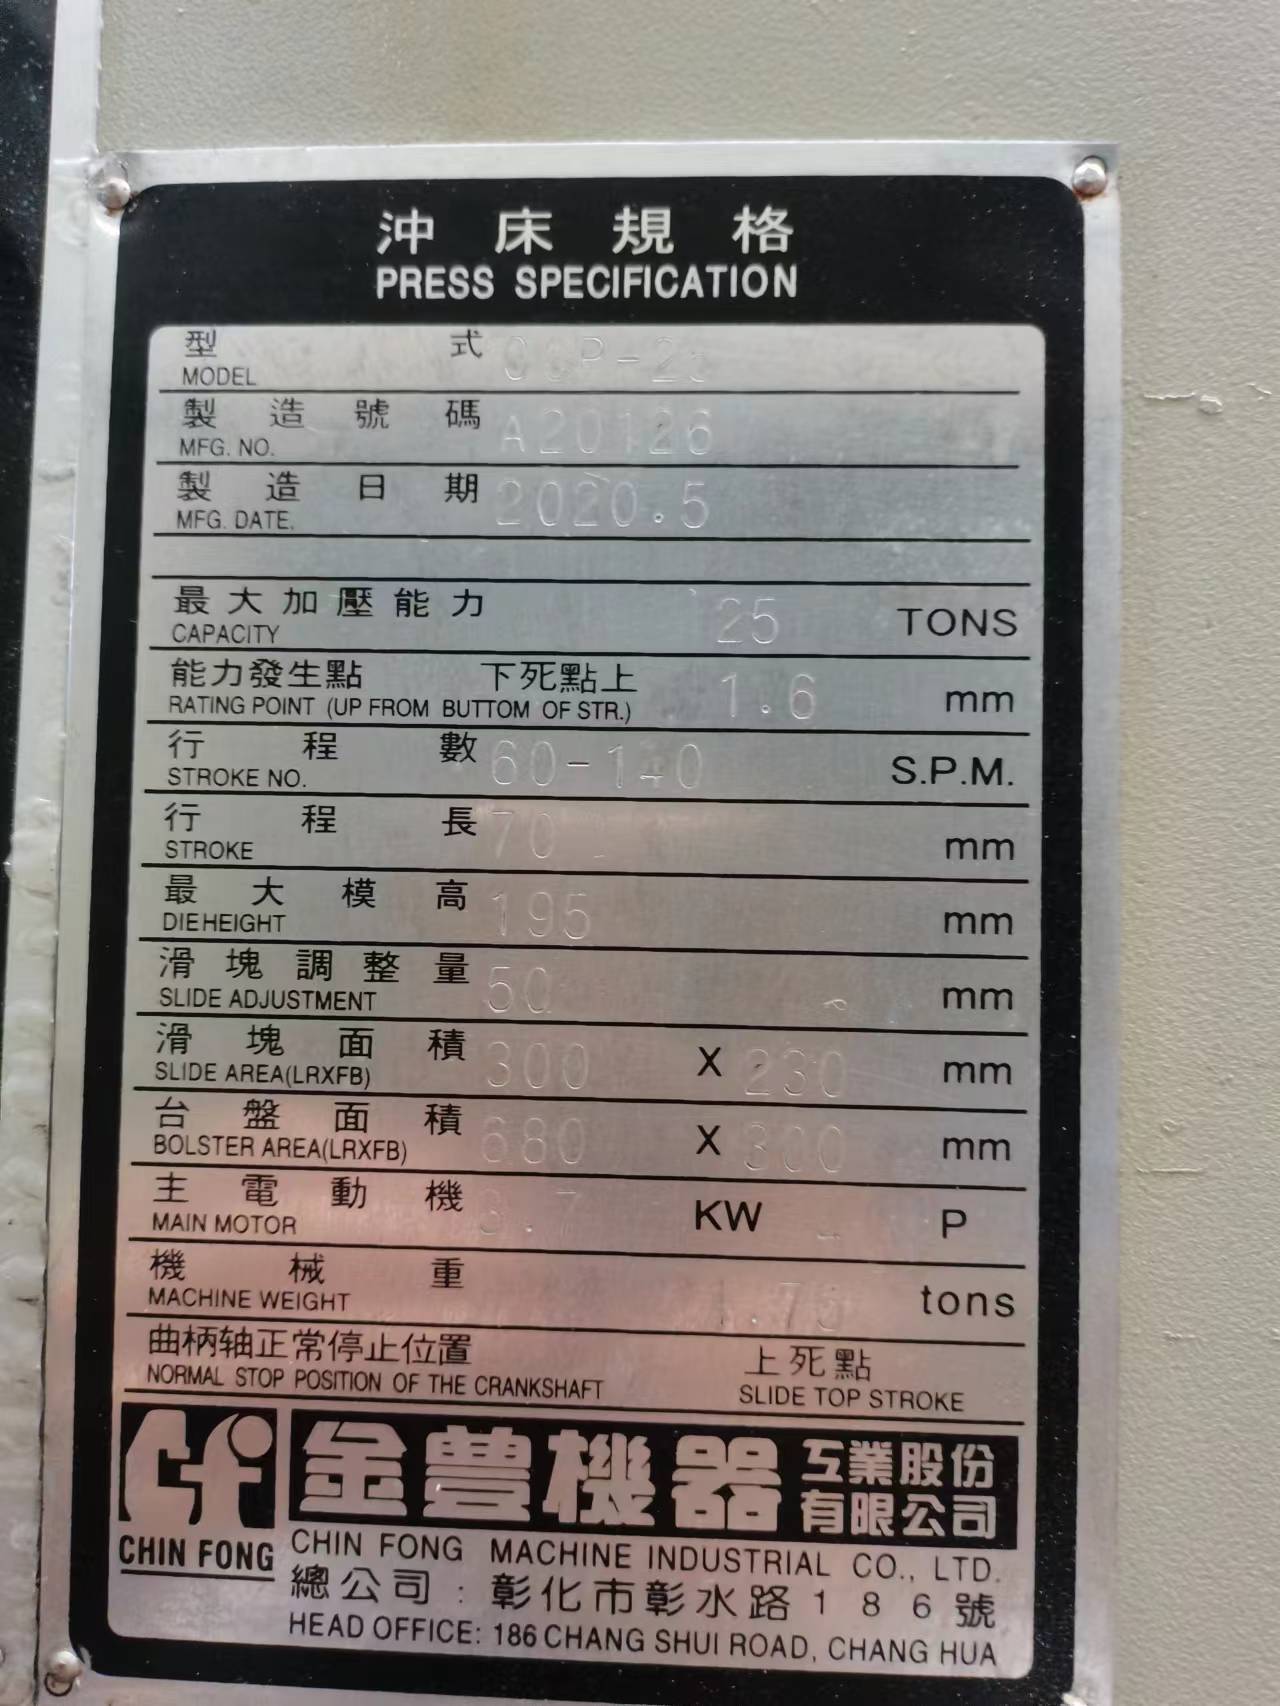 沖床規格
PRESS SPECIFICATION
型式
MODEL
製造號碼 A20126
MFG. NO.
製造日期 2020.5
MFG. DATE.
最大加壓能力 25 TONS
CAPACITY
能力發生點 下死點上 1.6 mm
RATING POINT (UP FROM BUTTOM OF STR.)
行程數 60-140 S.P.M.
STROKE NO.
行程長 70 mm
STROKE
最大模高 195 mm
DIEHEIGHT
滑塊調整量 50 mm
SLIDE ADJUSTMENT
滑塊面積 300 X 230 mm
SLIDE AREA(LRXFB)
台盤面積 680 X 300 mm
BOLSTER AREA(LRXFB)
主電動機 3.7 KW P
MAIN MOTOR
機械重 1.75 tons
MACHINE WEIGHT
曲柄轴正常停止位置 上死點
NORMAL STOP POSITION OF THE CRANKSHAFT SLIDE TOP STROKE
金豐機器 工業股份有限公司
CHIN FONG
CHIN FONG MACHINE INDUSTRIAL CO., LTD.
總公司:彰化市彰水路186號
HEAD OFFICE: 186 CHANG SHUI ROAD, CHANG HUA